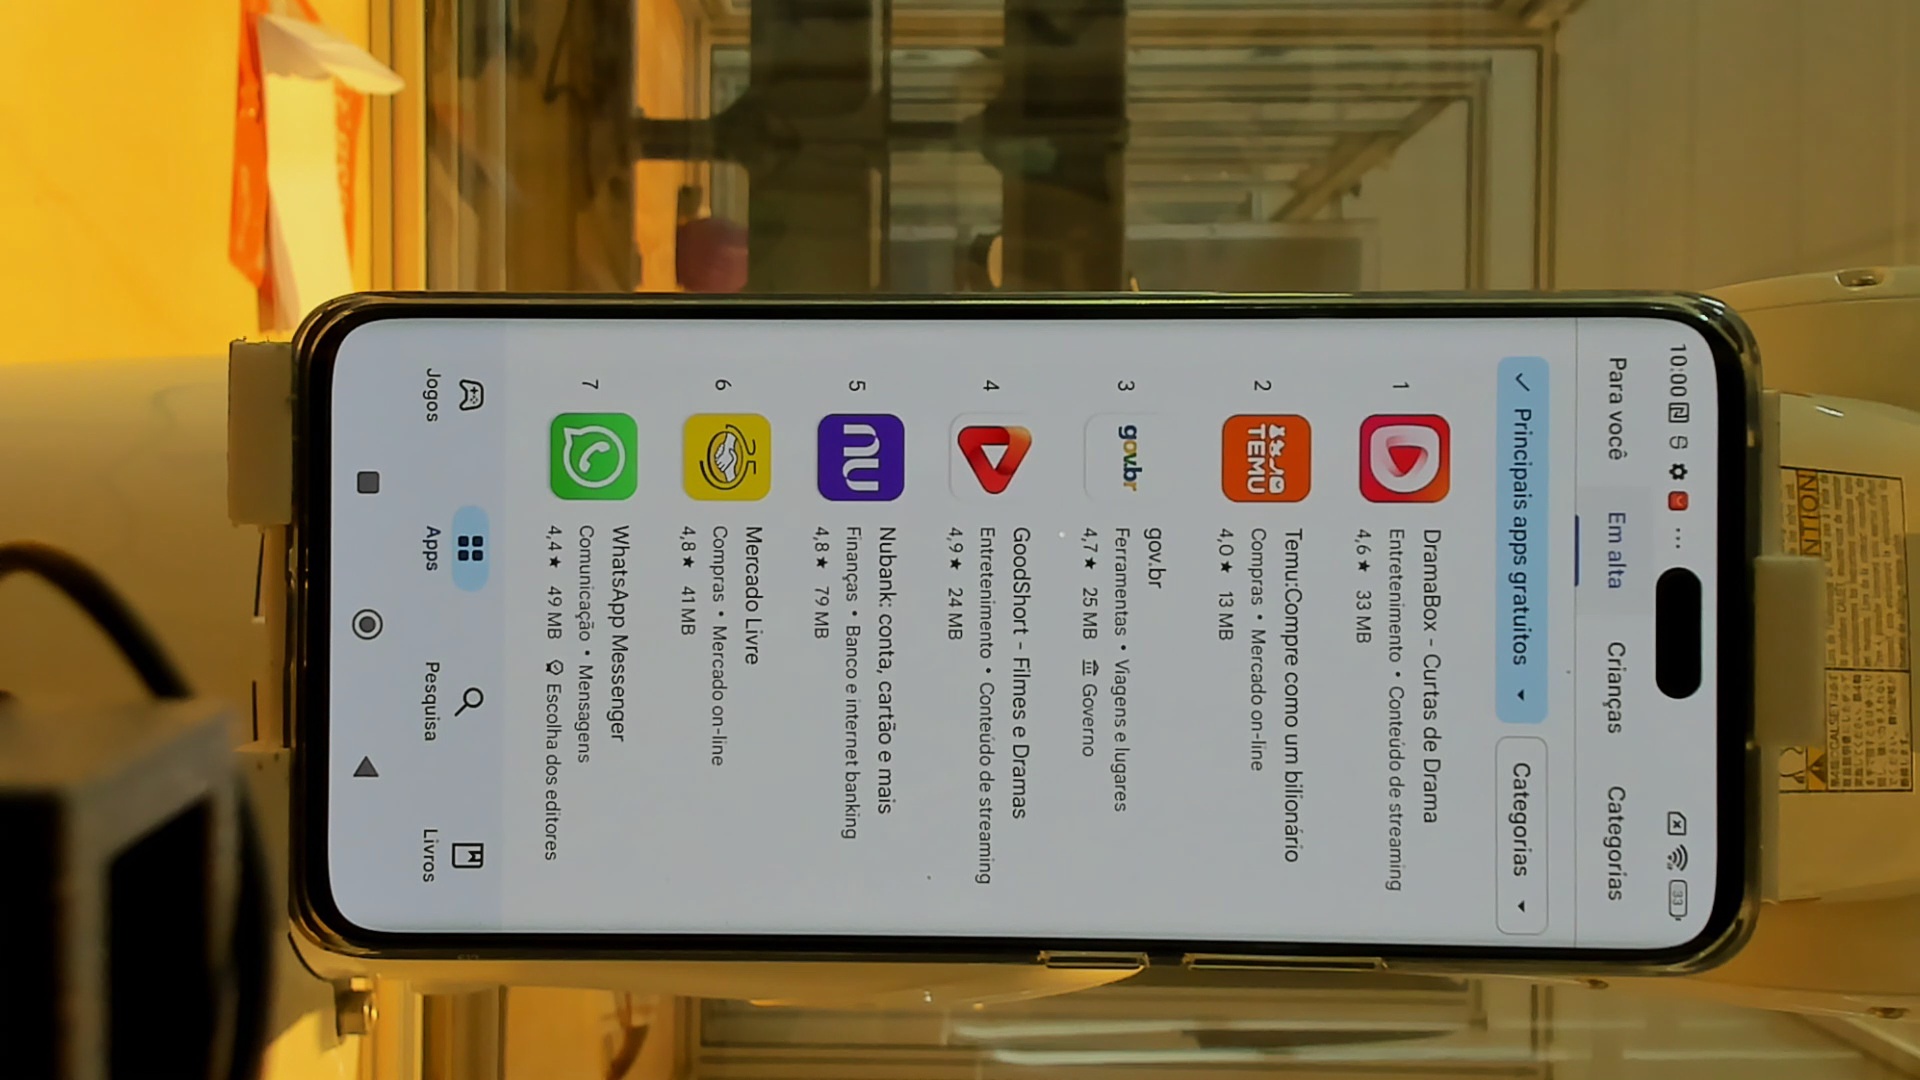 10:00
33
Para você
Em alta
Crianças
Categorias
Principais apps gratuitos
Categorias
1
DramaBox - Curtas de Drama
Entretenimento • Conteúdo de streaming
4,6★ 33 MB
2
TEMU
Temu:Compre como um bilionário
Compras • Mercado on-line
4,0★ 13 MB
3
gov.br
gov.br
Ferramentas • Viagens e lugares
4,7★ 25 MB Governo
4
GoodShort - Filmes e Dramas
Entretenimento • Conteúdo de streaming
4,9★ 24 MB
5
nu
Nubank: conta, cartão e mais
Finanças • Banco e internet banking
4,8★ 79 MB
6
Mercado Livre
Compras • Mercado on-line
4,8★ 41 MB
7
WhatsApp Messenger
Comunicação • Mensagens
4,4★ 49 MB Escolha dos editores
Jogos
Apps
Pesquisa
Livros